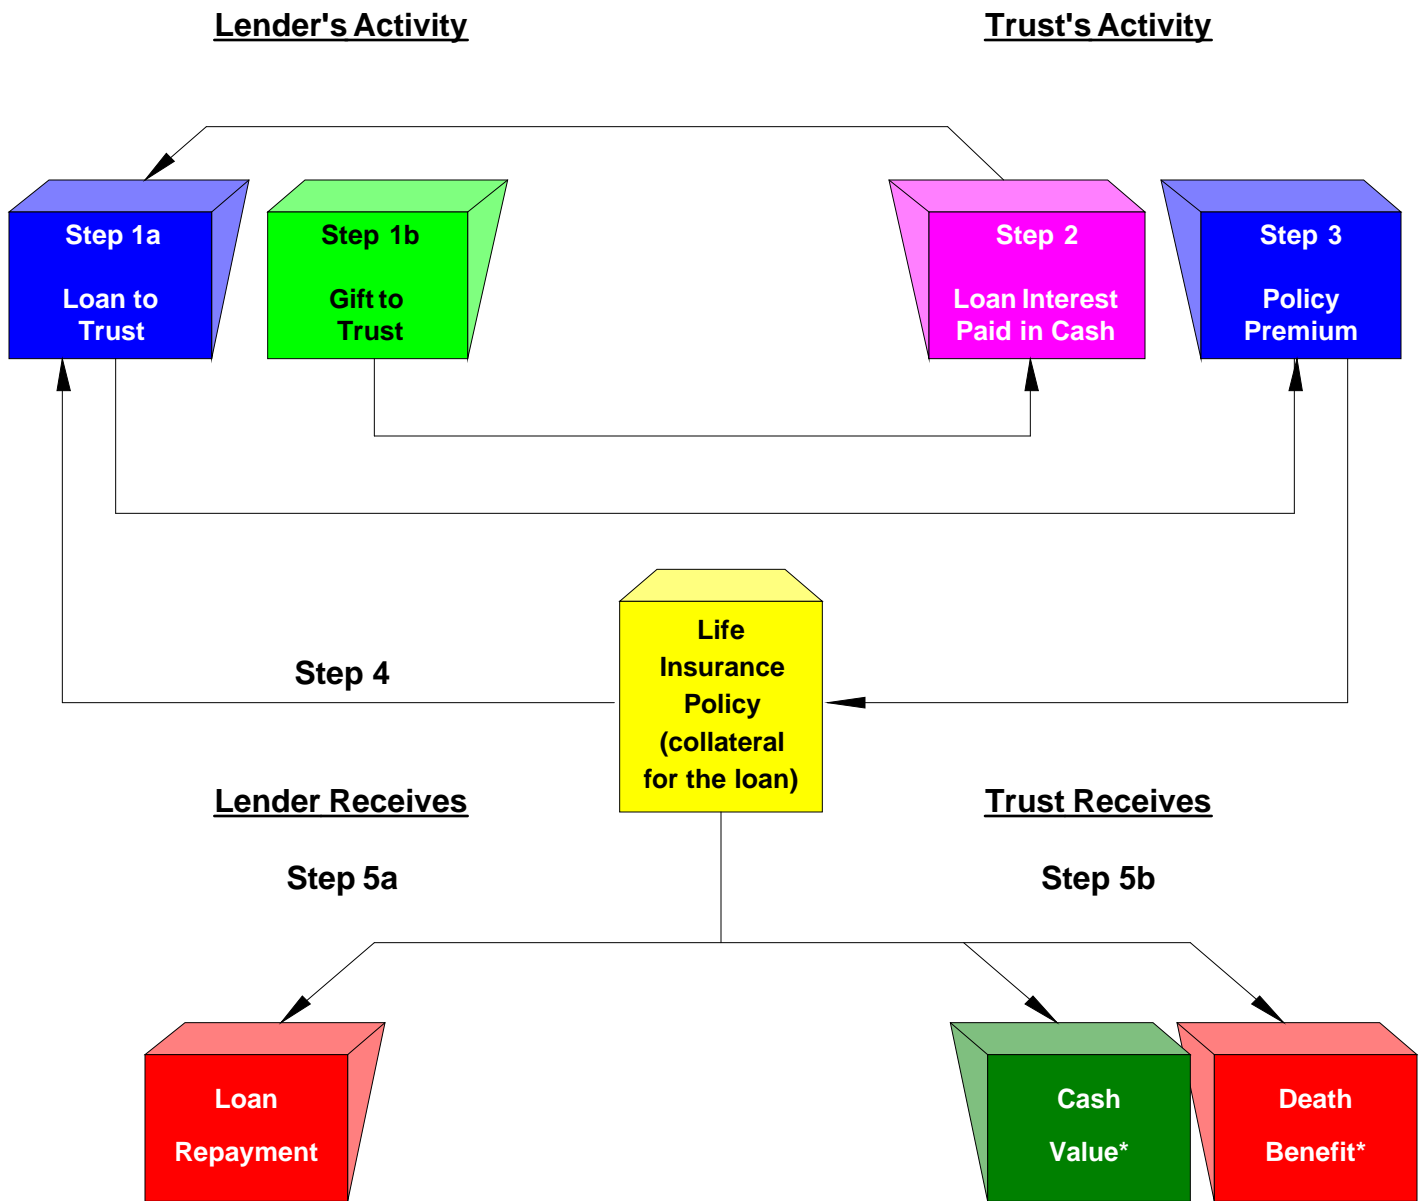 Lender's Activity
Trust's Activity
Step 1a
Loan to
Trust
Step 1b
Gift to
Trust
Step 2
Loan Interest
Paid in Cash
Step 3
Policy
Premium
Life
Insurance
Policy
(collateral
for the loan)
Step 4
Lender Receives
Trust Receives
Step 5a
Step 5b
Loan
Repayment
Cash
Value*
Death
Benefit*